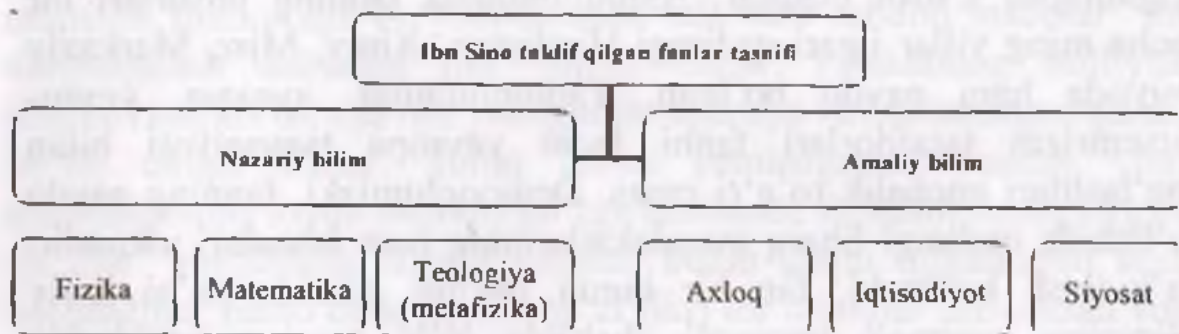 Ibn Sino taklif qilgan fanlar tasnifi
Nazariy bilim
Amaliy bilim
Fizika
Matematika
Teologiya
(metafizika)
Axloq
Iqtisodiyot
Siyosat